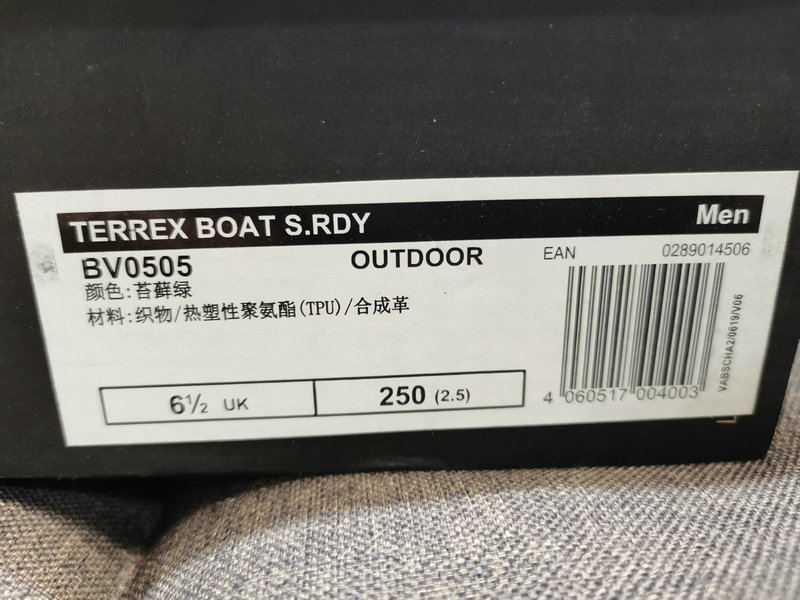 TERREX BOAT S.RDY
Men
BV0505
OUTDOOR
EAN
0289014506
颜色:苔藓绿
材料:织物/热塑性聚氨酯(TPU)/合成革
6½ UK
250 (2.5)
4 060517 004003
VABSCHA2/0619/V06